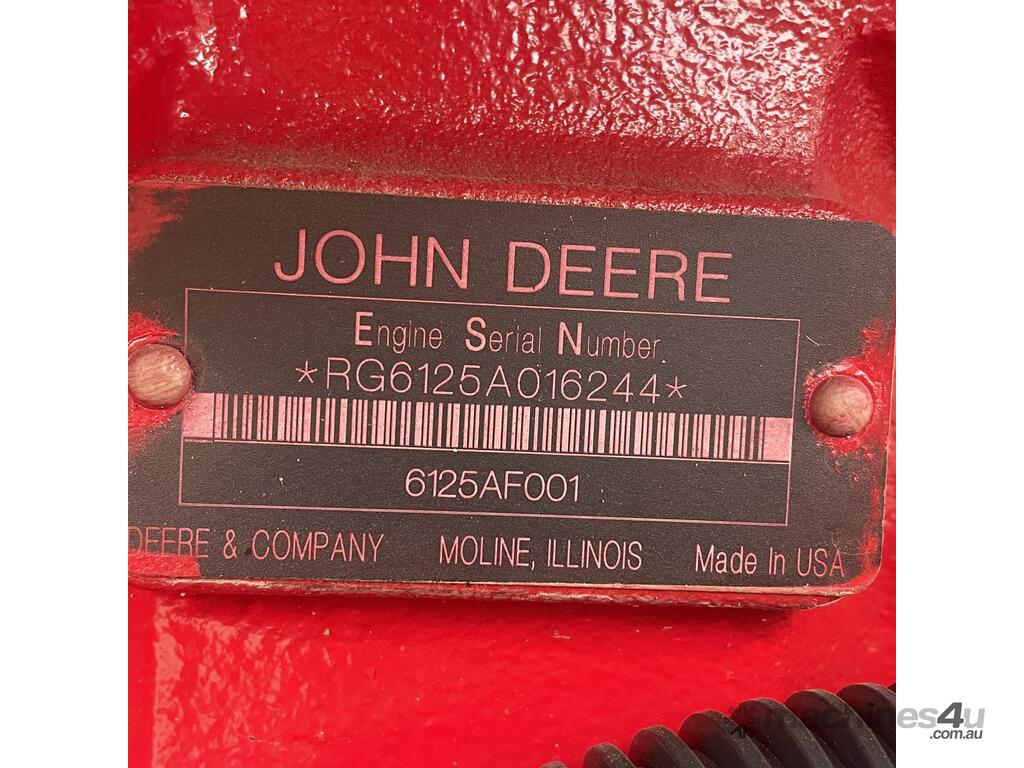 JOHN DEERE
Engine Serial Number
*RG6125A016244*
6125AF001
DEERE & COMPANY MOLINE, ILLINOIS Made In USA
machines4u
.com.au